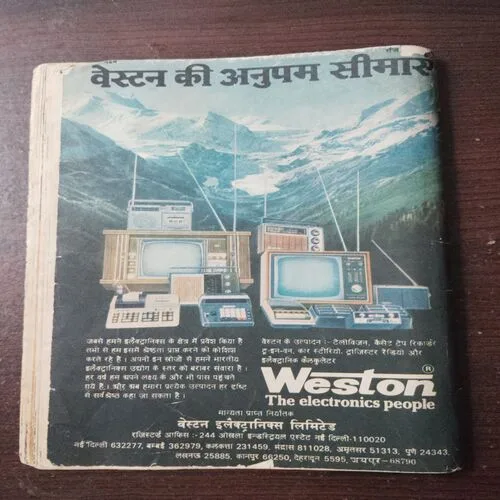 वेस्टन की अनुपम सीमाएं
जबसे हमने इलैक्ट्रानिक्स के क्षेत्र में प्रवेश किया है
तभी से हम इसमें श्रेष्ठता प्राप्त करने की कोशिश
करते रहे हैं। अपनी इन खोजों से हमने भारतीय
इलैक्ट्रानिक्स उद्योग के स्तर को बराबर संवारा है।
हर वर्ष हम अपने लक्ष्य के और भी पास पहुंचते
गये हैं। और अब हमारा प्रत्येक उत्पादन हर दृष्टि
से सर्वश्रेष्ठ कहा जा सकता है।
वेस्टन के उत्पादन:- टेलीविज़न, कैसेट टेप रिकार्डर
टू-इन-वन, कार स्टीरियो, ट्रांजिस्टर रेडियो और
इलैक्ट्रानिक कैलकुलेटर
Weston®
The electronics people
मान्यता प्राप्त निर्यातक
वेस्टन इलैक्ट्रानिक्स लिमिटेड
रजिस्टर्ड आफिस :-244 ओखला इन्डस्ट्रियल एस्टेट नई दिल्ली-110020
नई दिल्ली 632277, बम्बई 362979, कलकत्ता 231459, मंद्रास 811028, अमृतसर 51313, पुणे 24343.
लखनऊ 25885, कानपुर 66250, देहरादून 5595, जयपुर-68790